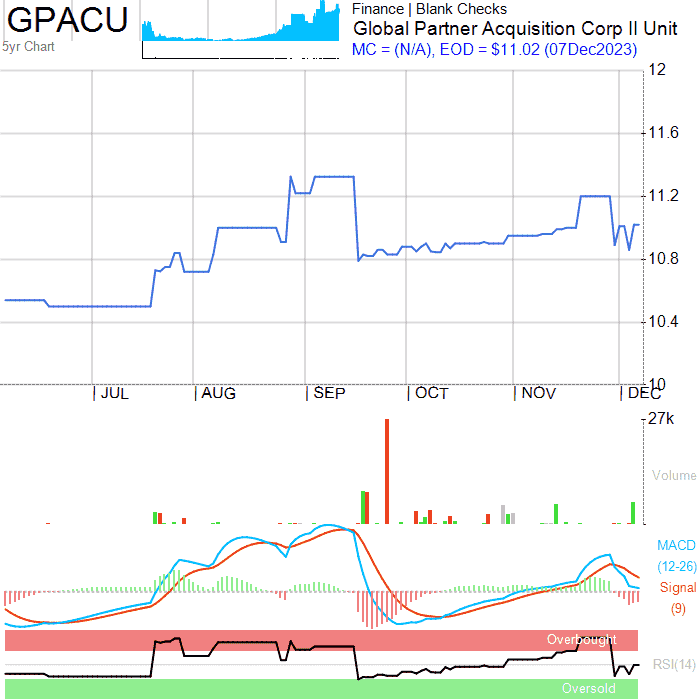 GPACU
5yr Chart
Finance | Blank Checks
Global Partner Acquisition Corp II Unit
MC = (N/A), EOD = $11.02 (07Dec2023)
12
11.6
11.2
10.8
10.4
10
JUL
AUG
SEP
OCT
NOV
DEC
27k
Volume
MACD
(12-26)
Signal
(9)
Overbought
RSI(14)
Oversold